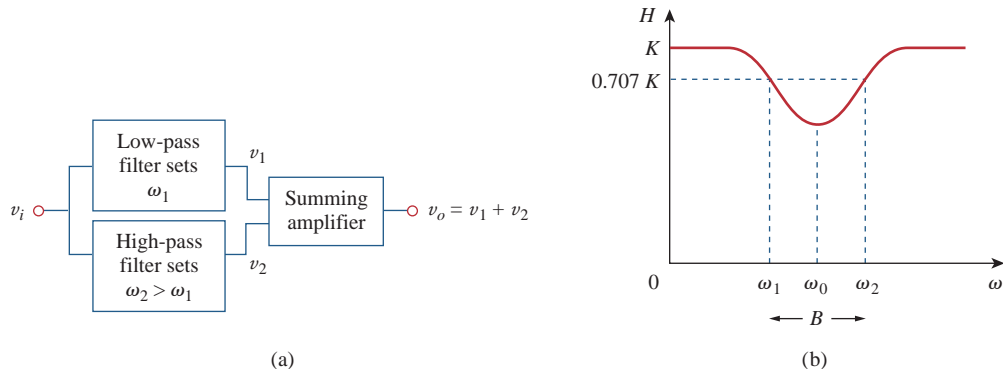 Low-pass
filter sets
ω1
v1
vi
High-pass
filter sets
ω2 > ω1
v2
Summing
amplifier
vo = v1 + v2
(a)
H
K
0.707 K
0
ω1
ω0
ω2
ω
B
(b)